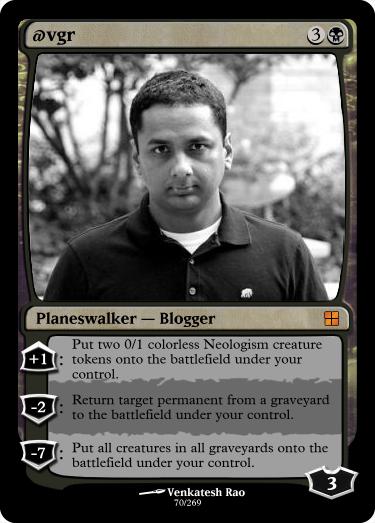 @vgr 3
Planeswalker — Blogger
+1: Put two 0/1 colorless Neologism creature
tokens onto the battlefield under your
control.
-2: Return target permanent from a graveyard
to the battlefield under your control.
-7: Put all creatures in all graveyards onto the
battlefield under your control.
3
Venkatesh Rao
70/269